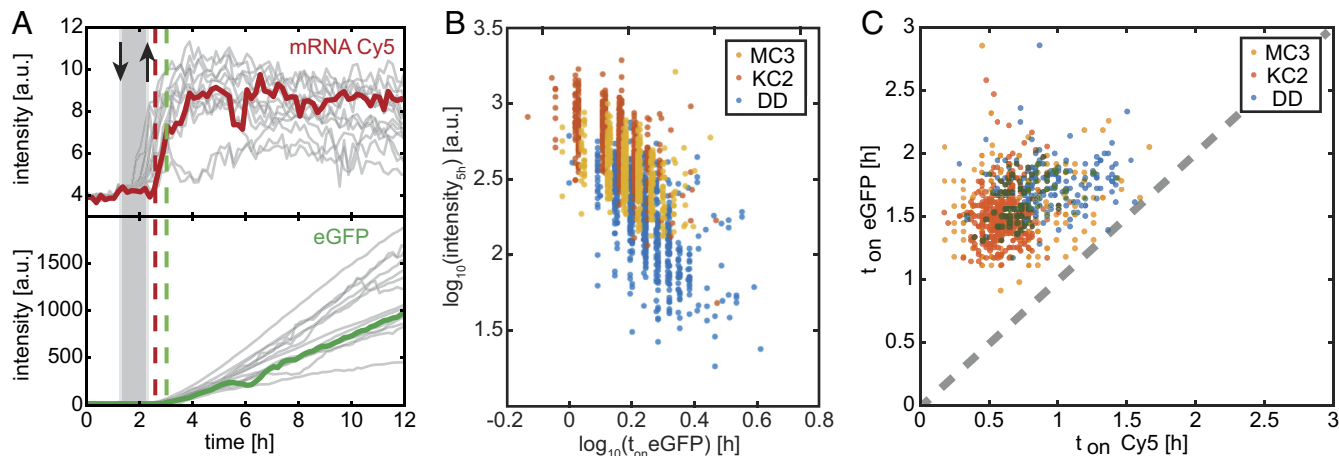 A
12
10
8
6
4
intensity [a.u.]
mRNA Cy5
eGFP
1500
1000
500
0
intensity [a.u.]
0 2 4 6 8 10 12
time [h]
B
3.5
3
2.5
2
1.5
log10(intensity5h) [a.u.]
MC3
KC2
DD
-0.2 0 0.2 0.4 0.6 0.8
log10(ton eGFP) [h]
C
3
2.5
2
1.5
1
0.5
0
t on eGFP [h]
MC3
KC2
DD
0 0.5 1 1.5 2 2.5 3
t on Cy5 [h]